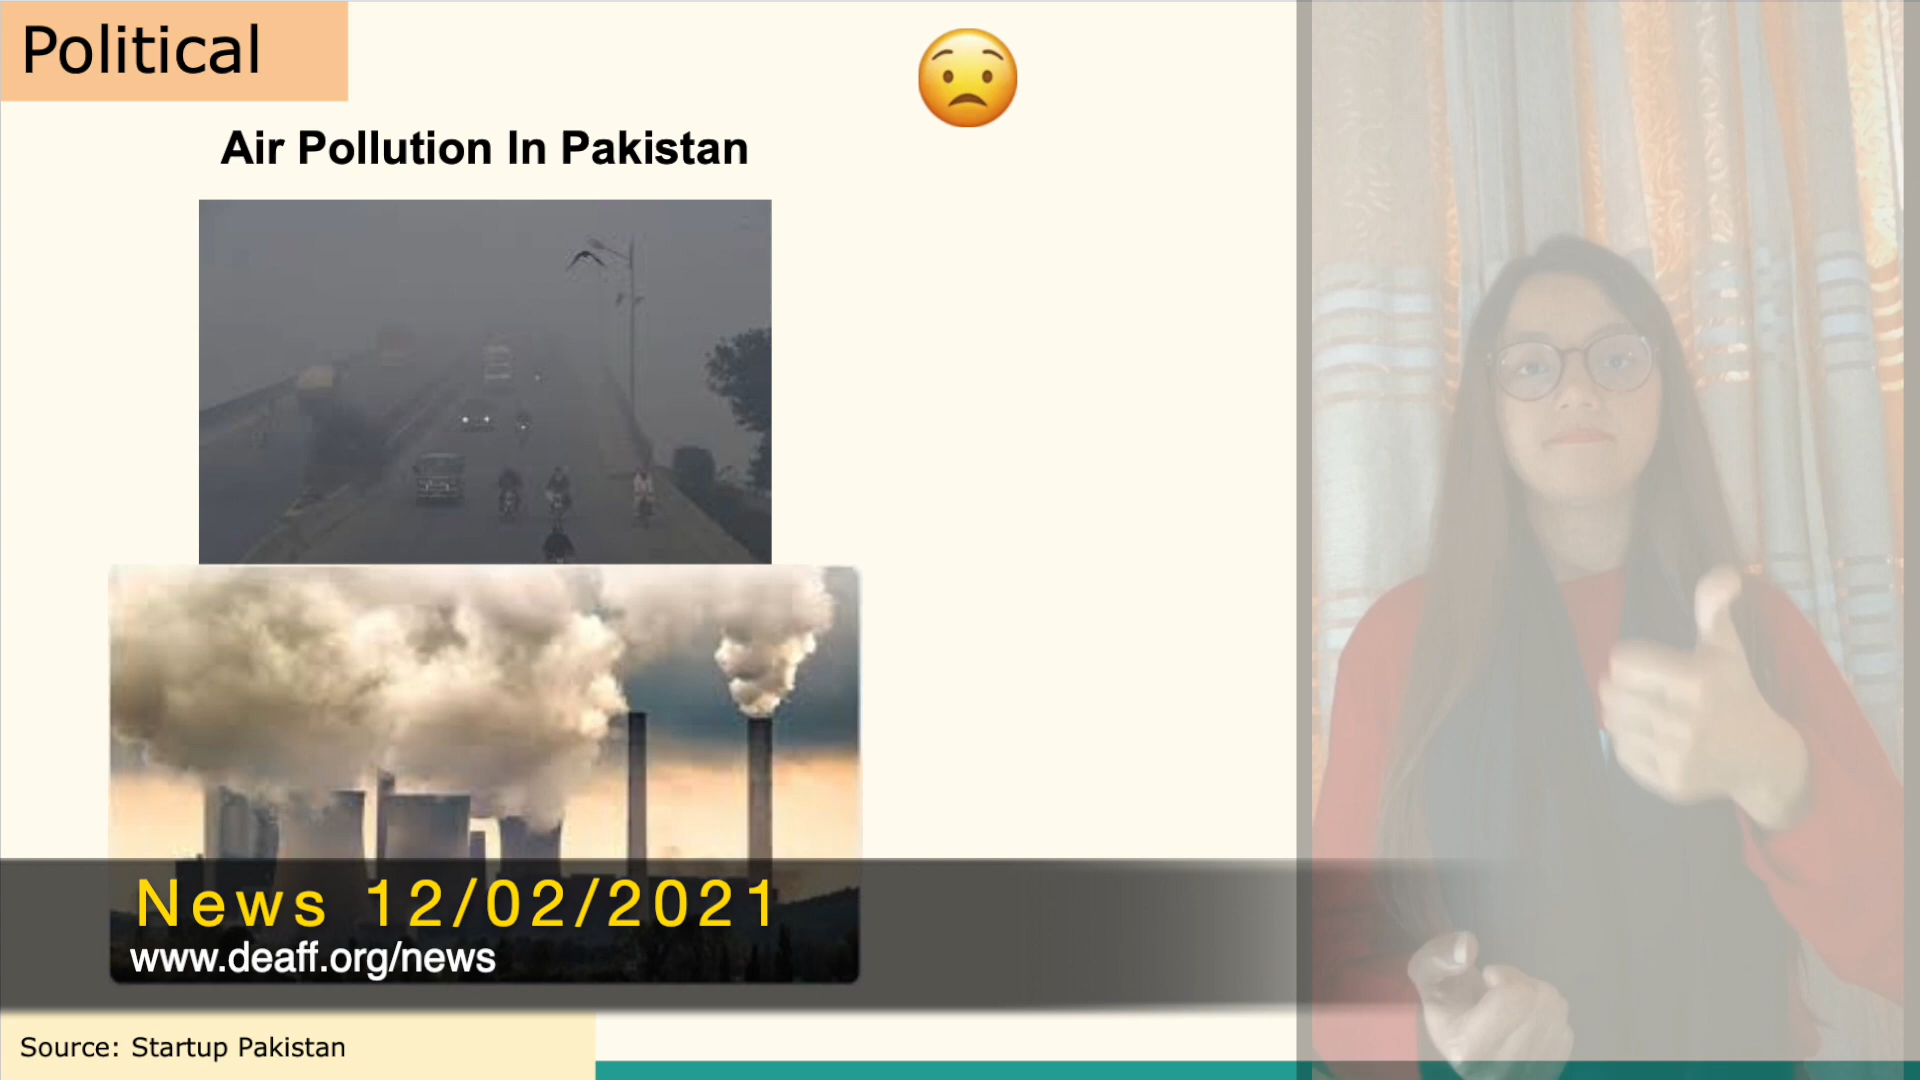 Political
Air Pollution In Pakistan
News 12/02/2021
www.deaff.org/news
Source: Startup Pakistan